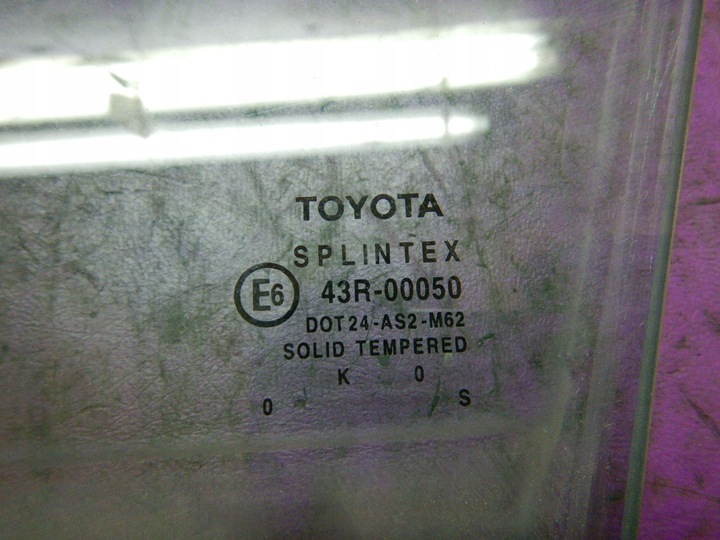 TOYOTA
SPLINTEX
E6 43R-00050
DOT24-AS2-M62
SOLID TEMPERED
K 0
0 S